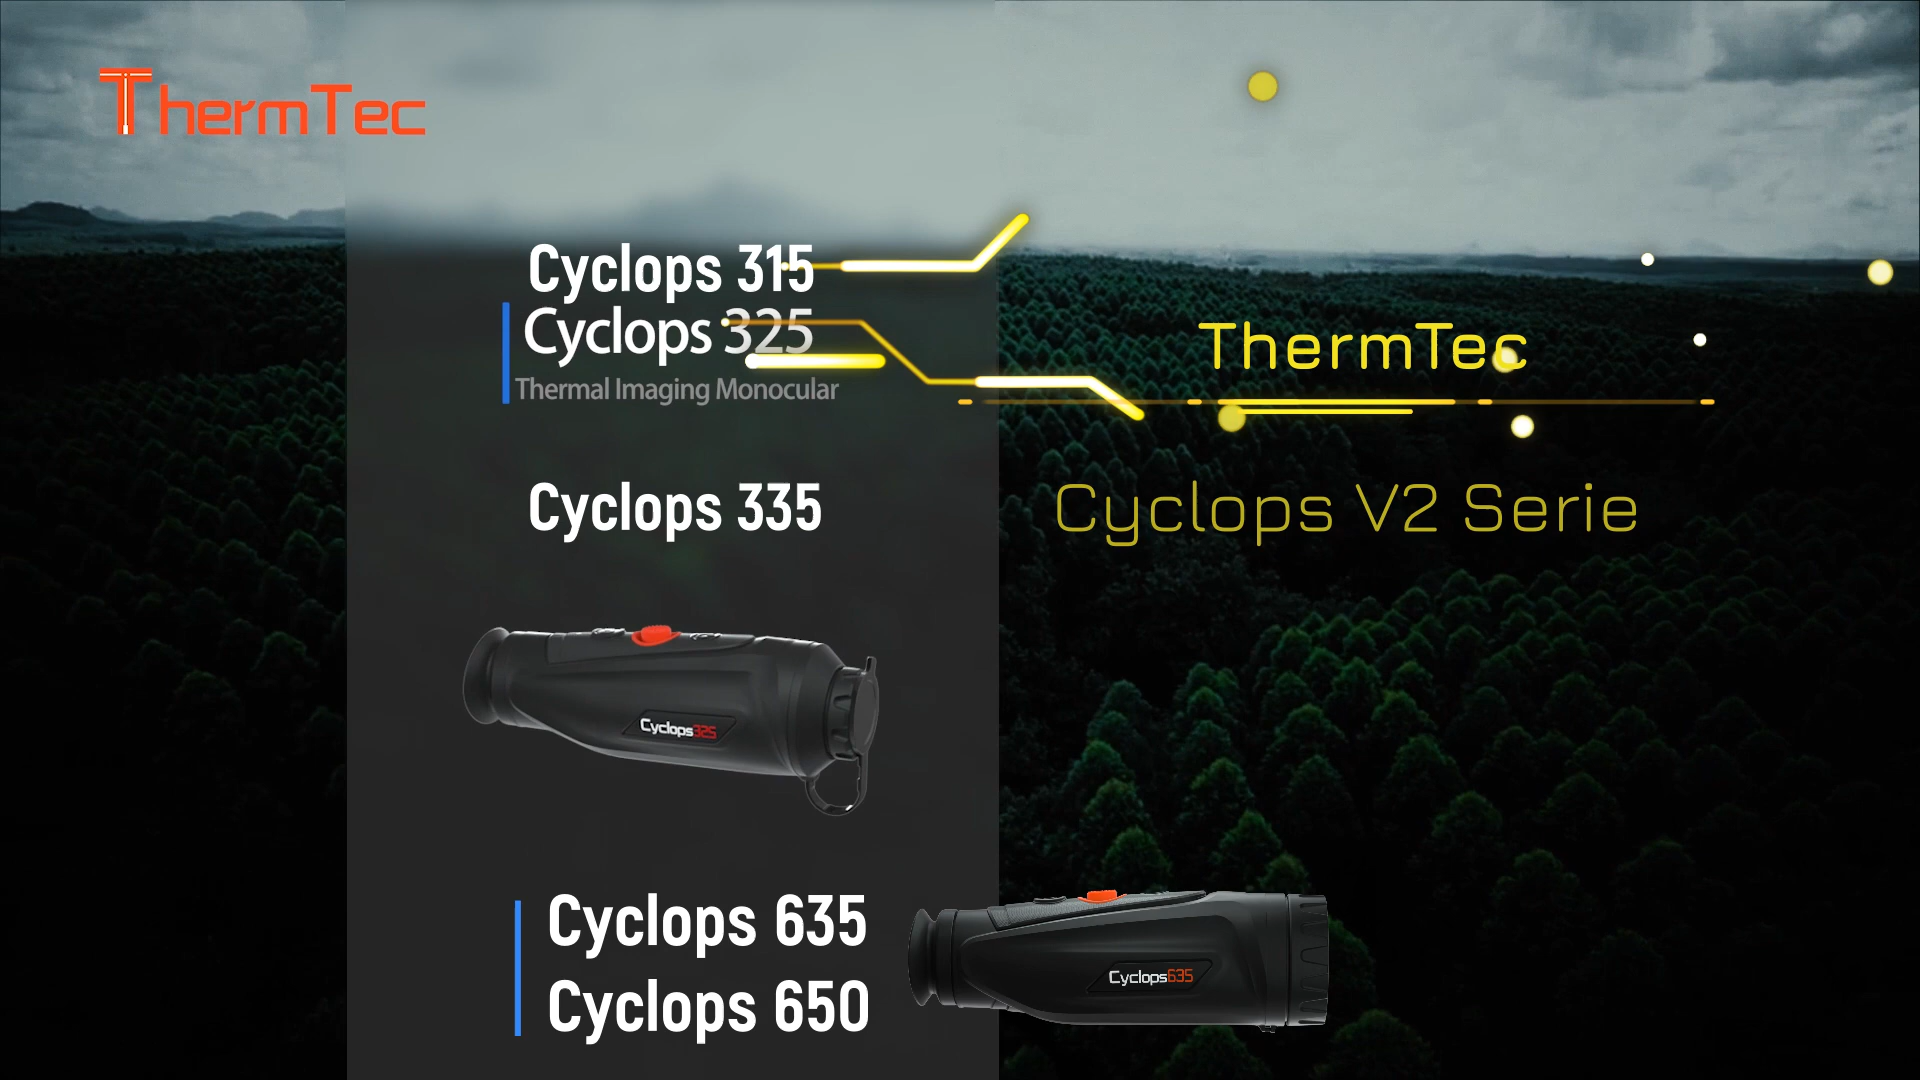 ThermTec
Cyclops 315
Cyclops 325
Thermal Imaging Monocular
Cyclops 335
ThermTec
Cyclops V2 Serie
Cyclops325
Cyclops 635
Cyclops 650
Cyclops635